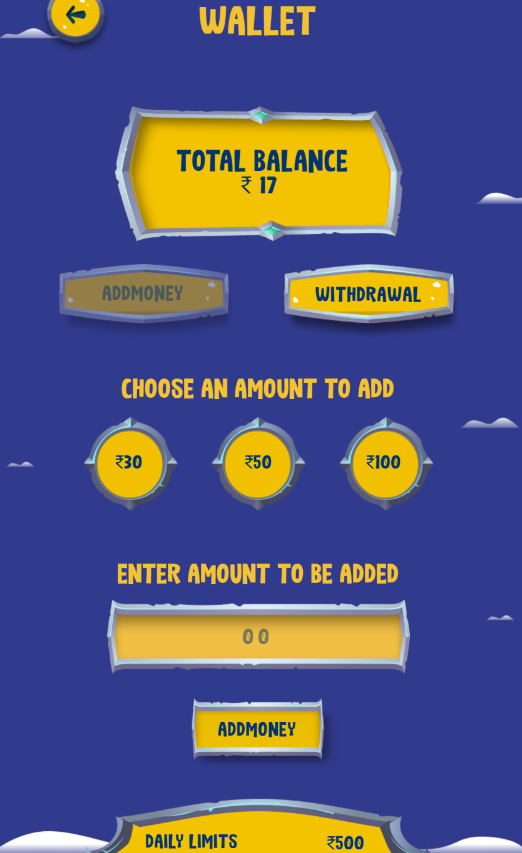 WALLET
TOTAL BALANCE
₹ 17
ADDMONEY
WITHDRAWAL
CHOOSE AN AMOUNT TO ADD
₹30
₹50
₹100
ENTER AMOUNT TO BE ADDED
00
ADDMONEY
DAILY LIMITS ₹500